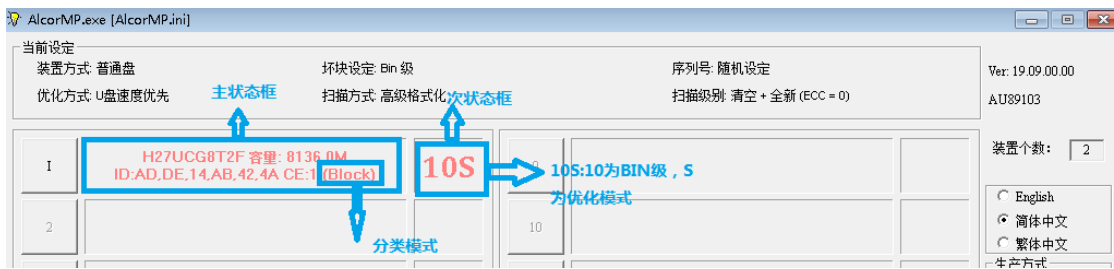 AlcorMP.exe [AlcorMP.ini]
当前设定
装置方式: 普通盘
坏块设定: Bin 级
序列号: 随机设定
Ver: 19.09.00.00
优化方式: U盘速度优先
主状态框
扫描方式: 高级格式化
次状态框
扫描级别: 清空 + 全新 (ECC = 0)
AU89103
装置个数: 2
1
H27UCG8T2F 容量: 8136.0M
ID:AD,DE,14,AB,42,4A CE:1 (Block)
10S
9
10S:10为BIN级，S
为优化模式
English
简体中文
繁体中文
2
分类模式
10
生产方式